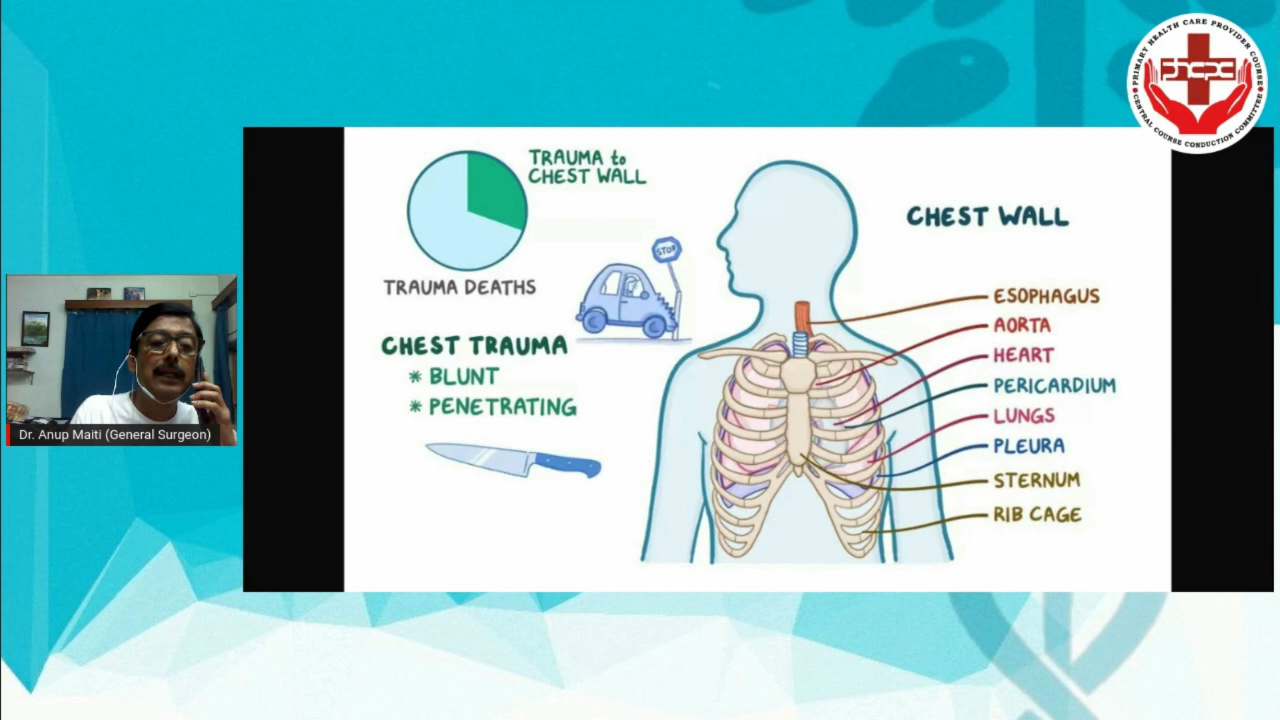 PRIMARY HEALTH CARE PROVIDER COURSE
phcpc
CENTRAL COURSE CONDUCTION COMMITTEE
TRAUMA to
CHEST WALL
TRAUMA DEATHS
STOP
CHEST TRAUMA
* BLUNT
* PENETRATING
CHEST WALL
ESOPHAGUS
AORTA
HEART
PERICARDIUM
LUNGS
PLEURA
STERNUM
RIB CAGE
Dr. Anup Maiti (General Surgeon)